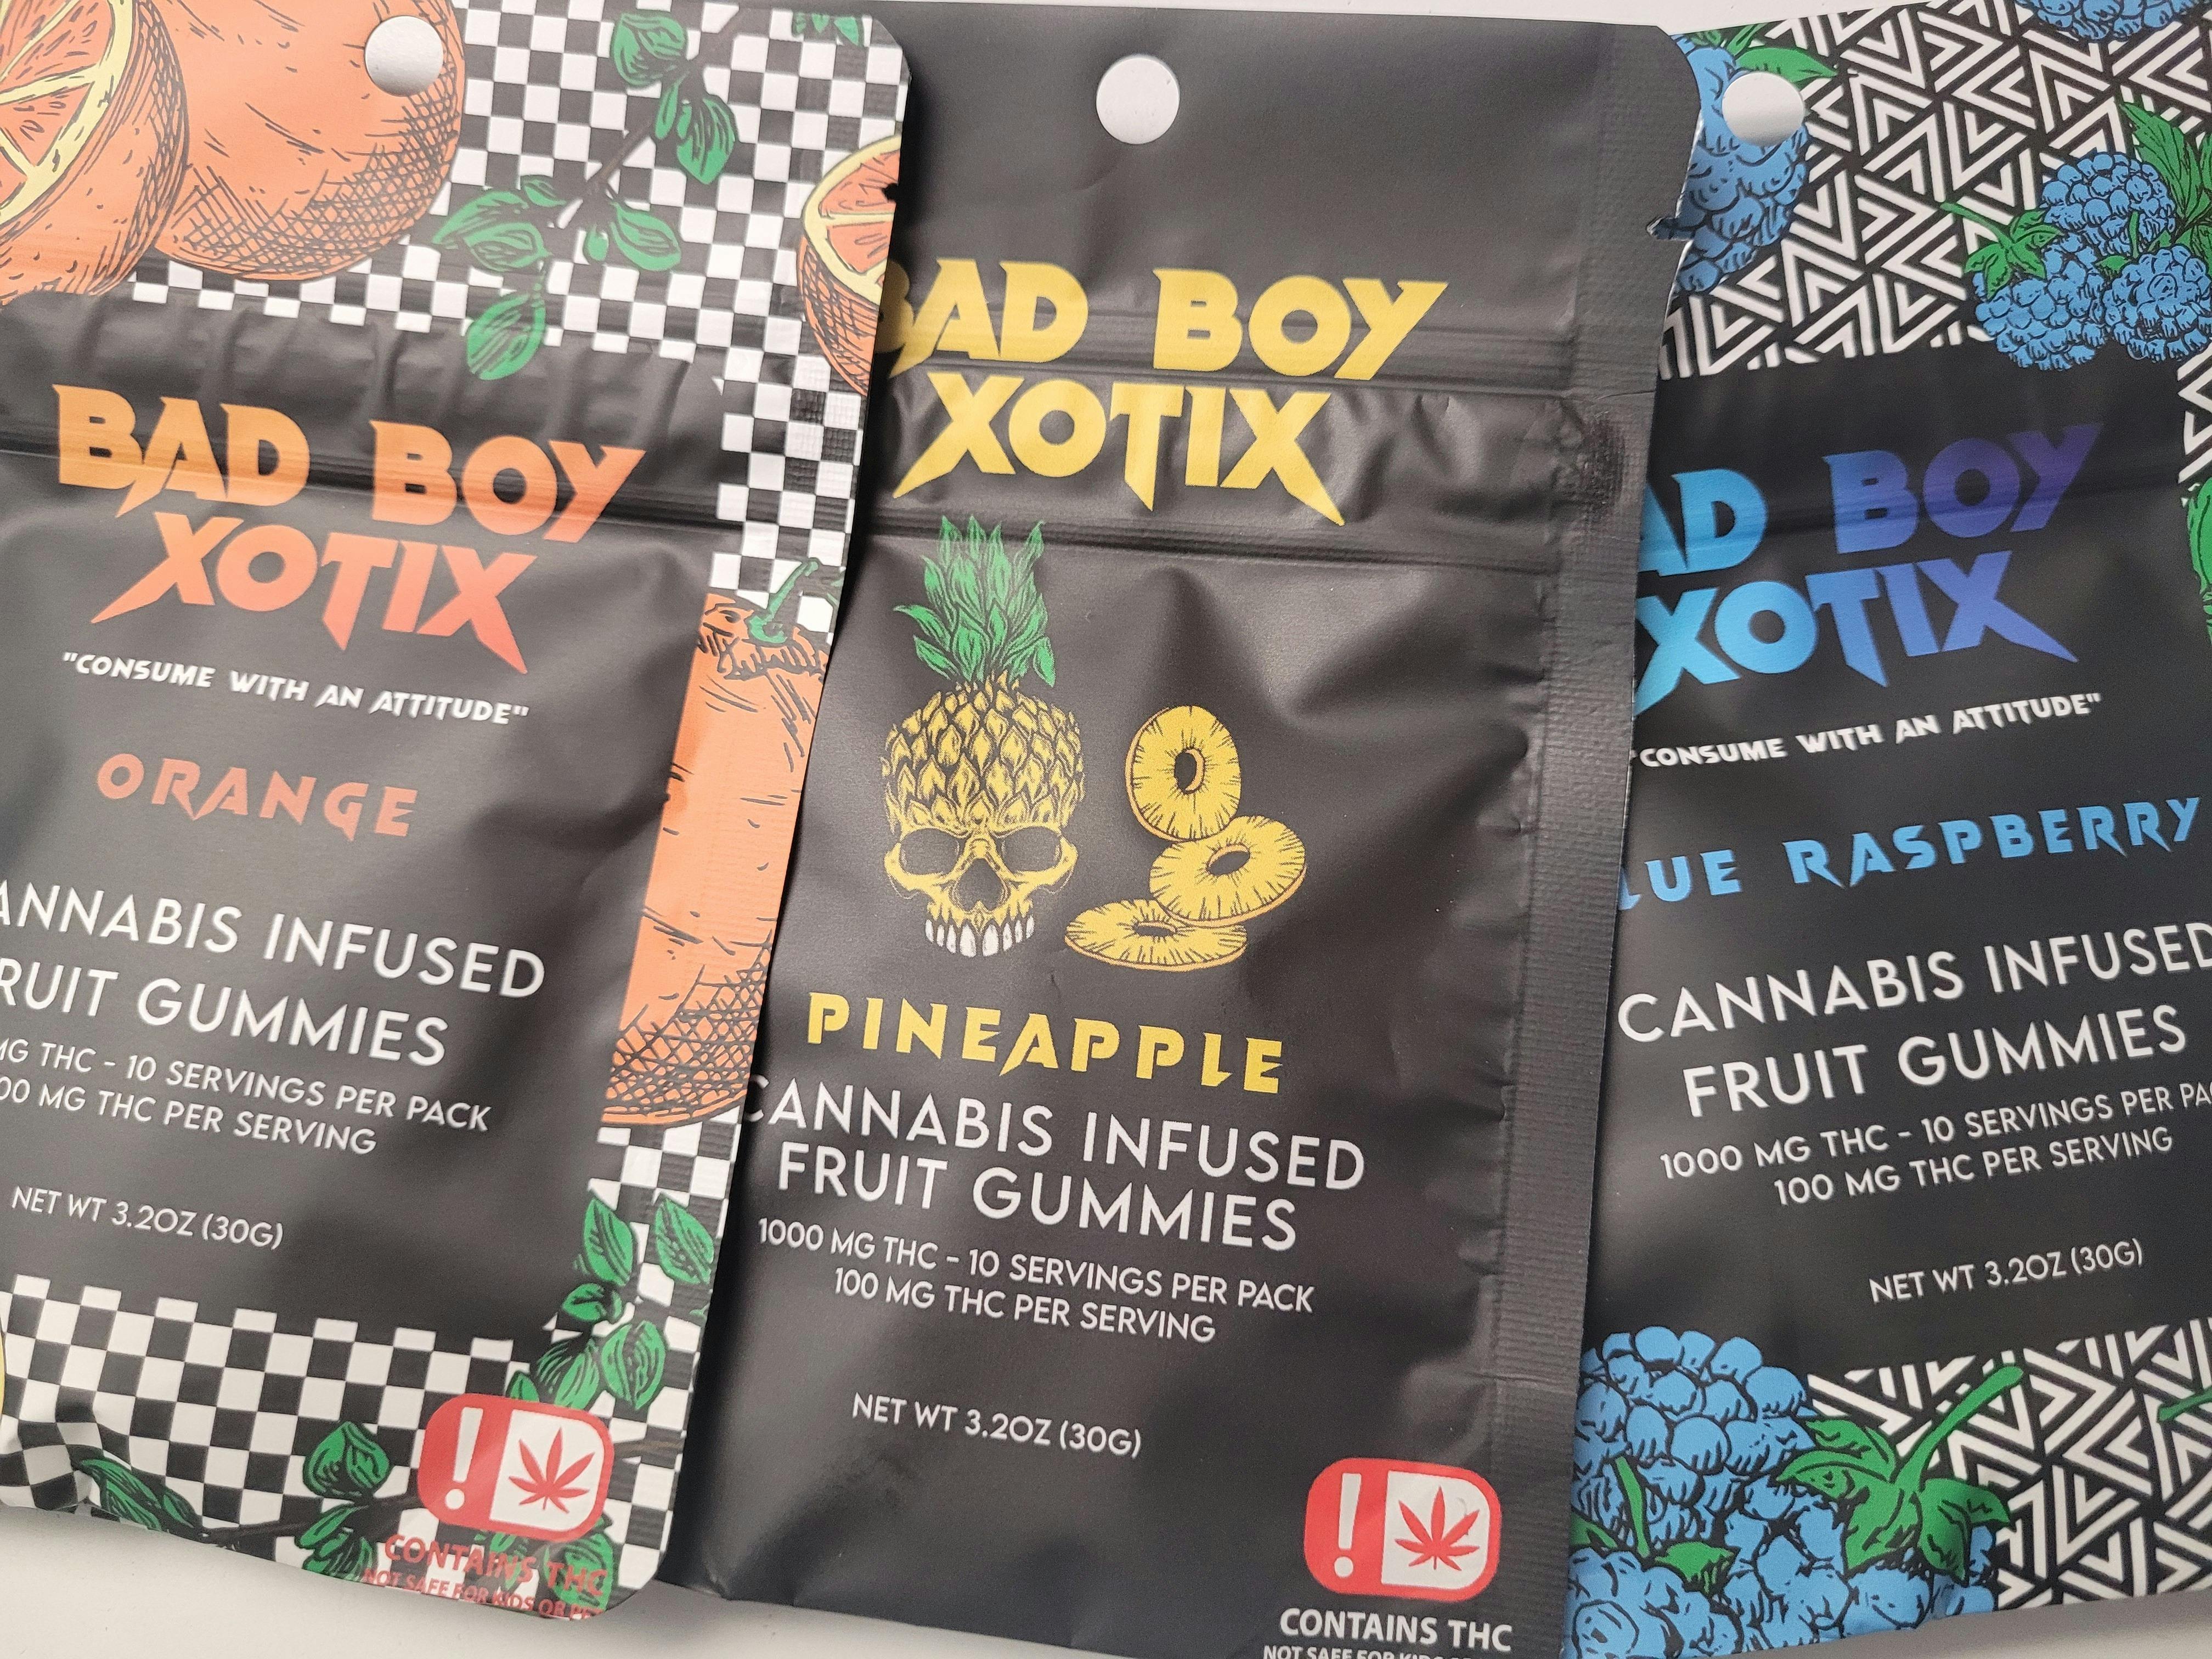 BAD BOY
XOTIX
"CONSUME WITH AN ATTITUDE"
ORANGE
ANNABIS INFUSED
RUIT GUMMIES
MG THC - 10 SERVINGS PER PACK
00 MG THC PER SERVING
NET WT 3.2OZ (30G)
!
CONTAINS THC
NOT SAFE FOR KIDS OR
BAD BOY
XOTIX
PINEAPPLE
CANNABIS INFUSED
FRUIT GUMMIES
1000 MG THC - 10 SERVINGS PER PACK
100 MG THC PER SERVING
NET WT 3.2OZ (30G)
!
CONTAINS THC
NOT SAFE FOR KIDS
AD BOY
XOTIX
"CONSUME WITH AN ATTITUDE"
LUE RASPBERRY
CANNABIS INFUSED
FRUIT GUMMIES
1000 MG THC - 10 SERVINGS PER PA
100 MG THC PER SERVING
NET WT 3.2OZ (30G)